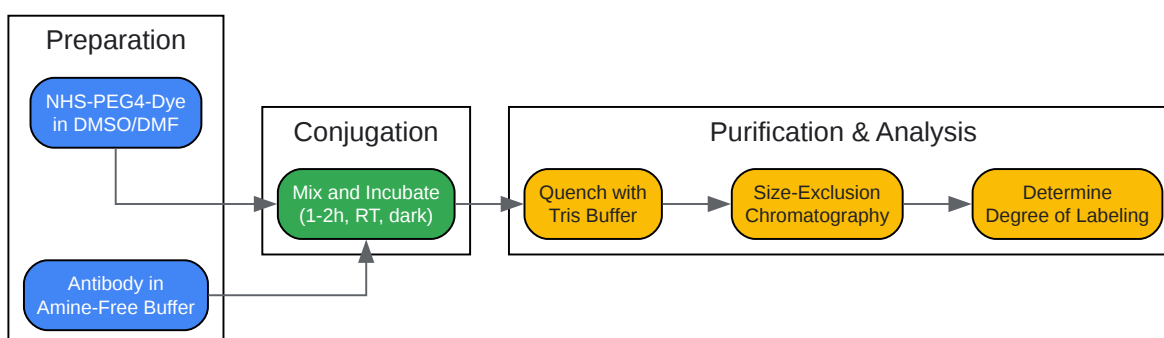 Preparation
NHS-PEG4-Dye
in DMSO/DMF
Antibody in
Amine-Free Buffer
Conjugation
Mix and Incubate
(1-2h, RT, dark)
Purification & Analysis
Quench with
Tris Buffer
Size-Exclusion
Chromatography
Determine
Degree of Labeling